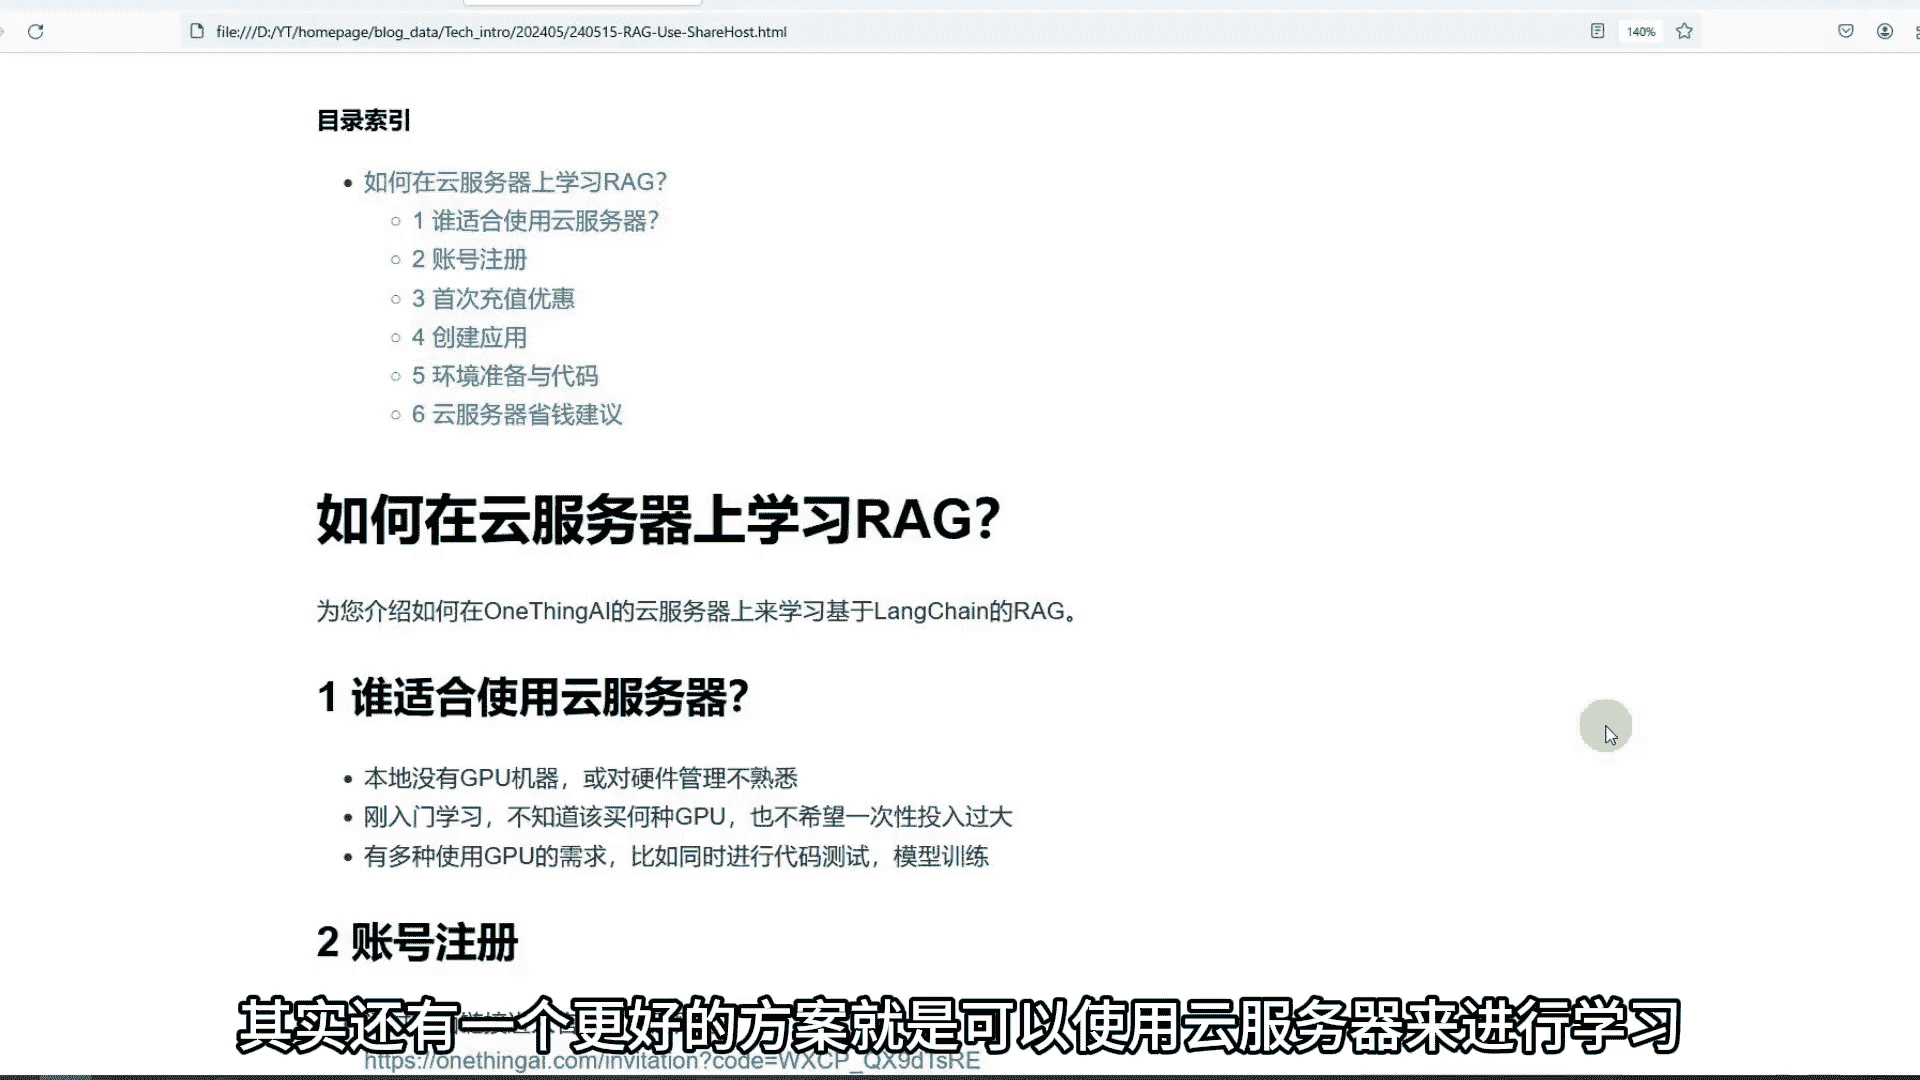 file:///D:/YT/homepage/blog_data/Tech_intro/202405/240515-RAG-Use-ShareHost.html
140%
目录索引
如何在云服务器上学习RAG?
1 谁适合使用云服务器?
2 账号注册
3 首次充值优惠
4 创建应用
5 环境准备与代码
6 云服务器省钱建议
如何在云服务器上学习RAG?
为您介绍如何在OneThingAI的云服务器上来学习基于LangChain的RAG。
1 谁适合使用云服务器?
本地没有GPU机器，或对硬件管理不熟悉
刚入门学习，不知道该买何种GPU，也不希望一次性投入过大
有多种使用GPU的需求，比如同时进行代码测试，模型训练
2 账号注册
其实还有一个更好的方案就是可以使用云服务器来进行学习
https://onethingai.com/invitation?code=WXCP_QX9d1sRE